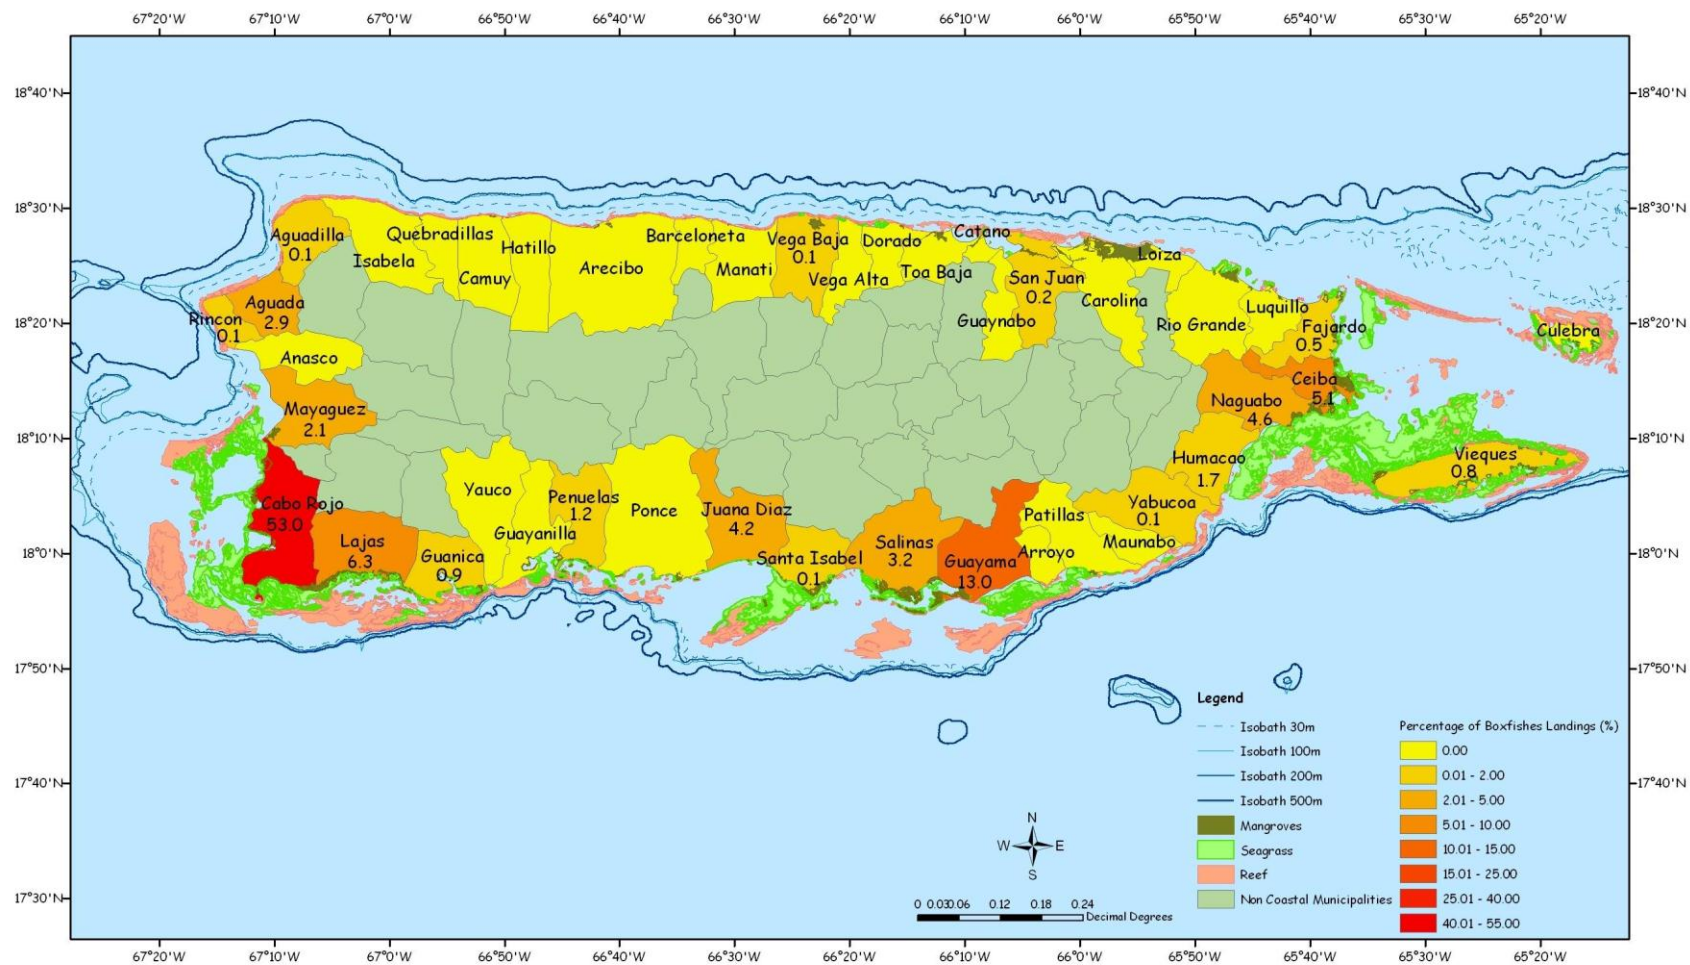 67°20'W 67°10'W 67°0'W 66°50'W 66°40'W 66°30'W 66°20'W 66°10'W 66°0'W 65°50'W 65°40'W 65°30'W 65°20'W
18°40'N 18°40'N
18°30'N 18°30'N
18°20'N 18°20'N
18°10'N 18°10'N
18°0'N 18°0'N
17°50'N 17°50'N
17°40'N 17°40'N
17°30'N 17°30'N
Aguadilla
0.1
Isabela
Quebradillas
Camuy
Hatillo
Arecibo
Barceloneta
Manati
Vega Baja
0.1
Vega Alta
Dorado
Toa Baja
Catano
Guaynabo
San Juan
0.2
Carolina
Loiza
Rio Grande
Luquillo
Fajardo
0.5
Culebra
Aguada
2.9
Rincon
0.1
Anasco
Mayaguez
2.1
Ceiba
5.1
Naguabo
4.6
Humacao
1.7
Vieques
0.8
Cabo Rojo
53.0
Lajas
6.3
Guanica
0.9
Yauco
Guayanilla
Penuelas
1.2
Ponce
Juana Diaz
4.2
Santa Isabel
0.1
Salinas
3.2
Guayama
13.0
Patillas
Arroyo
Maunabo
Yabucoa
0.1
Legend
Isobath 30m
Isobath 100m
Isobath 200m
Isobath 500m
Mangroves
Seagrass
Reef
Non Coastal Municipalities
Percentage of Boxfishes Landings (%)
0.00
0.01 - 2.00
2.01 - 5.00
5.01 - 10.00
10.01 - 15.00
15.01 - 25.00
25.01 - 40.00
40.01 - 55.00
N
W E
S
0 0.030.06 0.12 0.18 0.24
Decimal Degrees
67°20'W 67°10'W 67°0'W 66°50'W 66°40'W 66°30'W 66°20'W 66°10'W 66°0'W 65°50'W 65°40'W 65°30'W 65°20'W